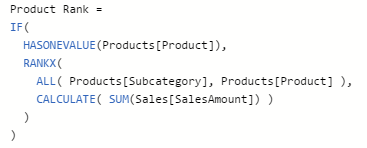 Product Rank =
IF(
HASONEVALUE(Products[Product]),
RANKX(
ALL( Products[Subcategory], Products[Product] ),
CALCULATE( SUM(Sales[SalesAmount]) )
)
)